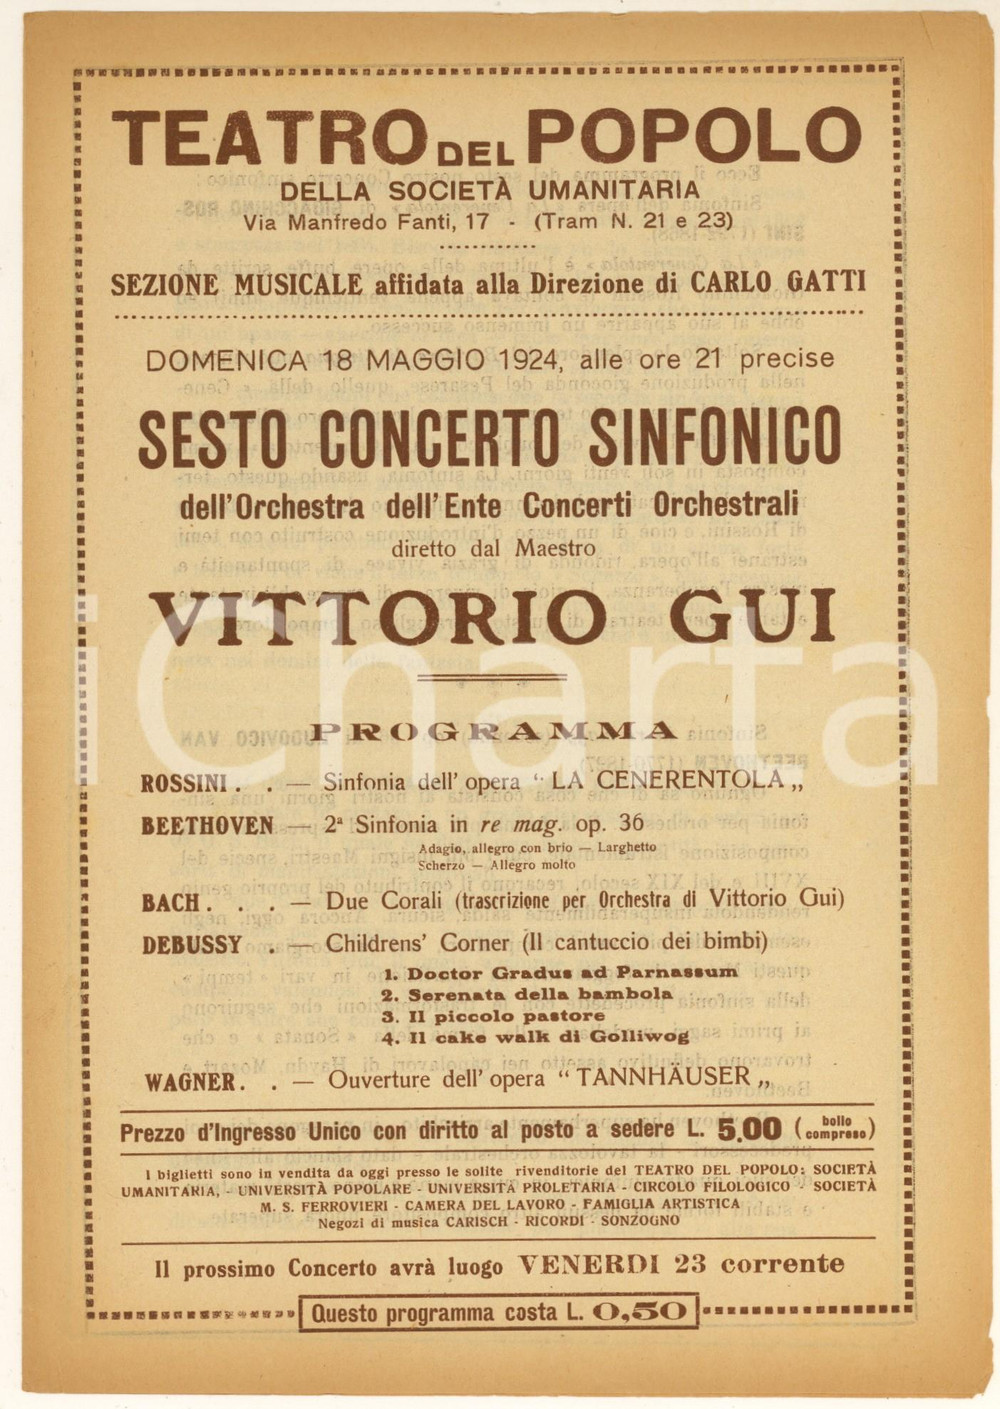 TEATRO DEL POPOLO
DELLA SOCIETÀ UMANITARIA
Via Manfredo Fanti, 17 - (Tram N. 21 e 23)
SEZIONE MUSICALE affidata alla Direzione di CARLO GATTI
DOMENICA 18 MAGGIO 1924, alle ore 21 precise
SESTO CONCERTO SINFONICO
dell'Orchestra dell'Ente Concerti Orchestrali
diretto dal Maestro
VITTORIO GUI
iCharta
PROGRAMMA
ROSSINI . . — Sinfonia dell'opera “ LA CENERENTOLA „
BEETHOVEN — 2ª Sinfonia in re mag. op. 36
Adagio, allegro con brio — Larghetto
Scherzo — Allegro molto
BACH . . . — Due Corali (trascrizione per Orchestra di Vittorio Gui)
DEBUSSY . — Childrens' Corner (Il cantuccio dei bimbi)
1. Doctor Gradus ad Parnassum
2. Serenata della bambola
3. Il piccolo pastore
4. Il cake walk di Golliwog
WAGNER . . — Ouverture dell'opera “ TANNHÄUSER „
Prezzo d'Ingresso Unico con diritto al posto a sedere L. 5.00 (bollo compreso)
I biglietti sono in vendita da oggi presso le solite rivenditorie del TEATRO DEL POPOLO: SOCIETÀ
UMANITARIA, - UNIVERSITÀ POPOLARE - UNIVERSITÀ PROLETARIA - CIRCOLO FILOLOGICO - SOCIETÀ
M. S. FERROVIERI - CAMERA DEL LAVORO - FAMIGLIA ARTISTICA
Negozi di musica CARISCH - RICORDI - SONZOGNO
Il prossimo Concerto avrà luogo VENERDI 23 corrente
Questo programma costa L. 0,50